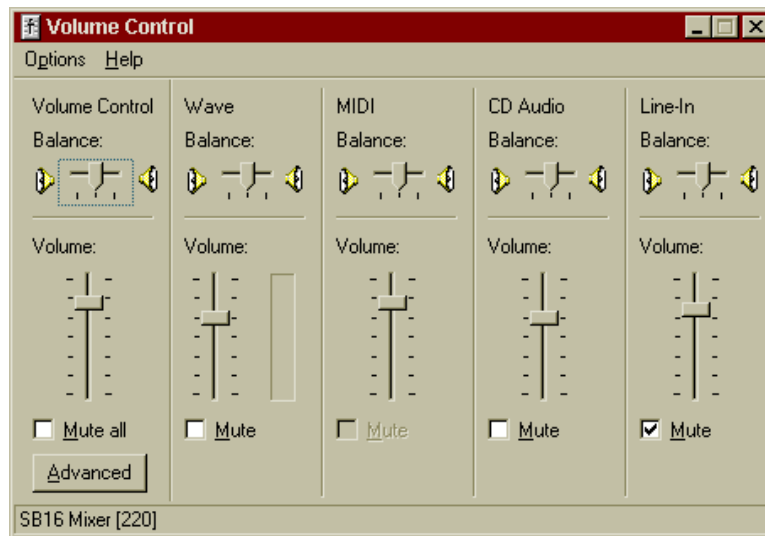 Volume Control
Options Help
Volume Control
Balance:
Volume:
Mute all
Advanced
Wave
Balance:
Volume:
Mute
MIDI
Balance:
Volume:
Mute
CD Audio
Balance:
Volume:
Mute
Line-In
Balance:
Volume:
Mute
SB16 Mixer [220]